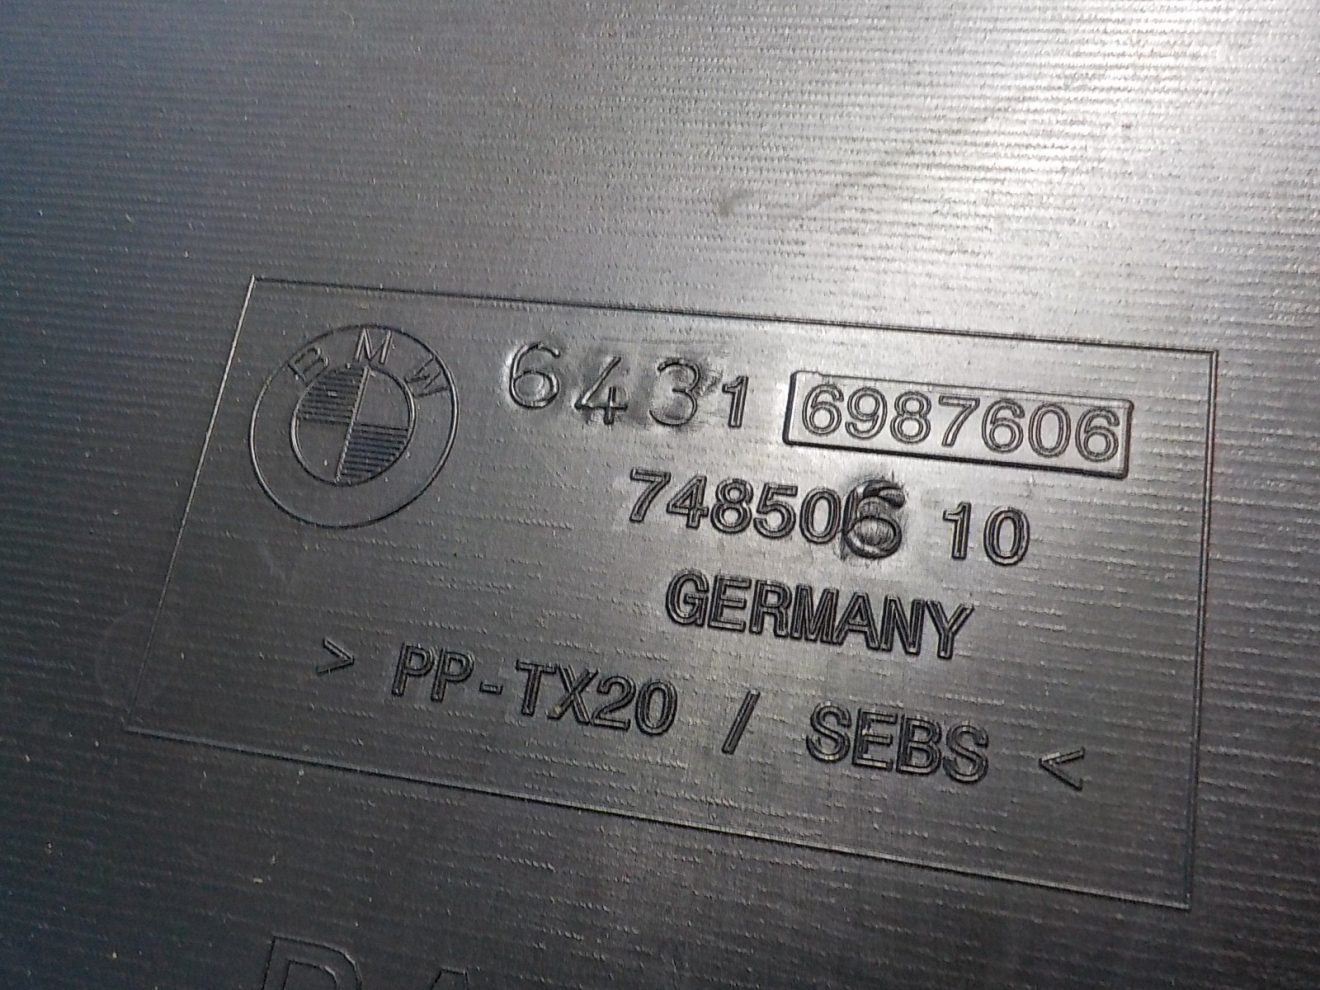 BMW
6431 6987606
748506 10
GERMANY
> PP-TX20 / SEBS <